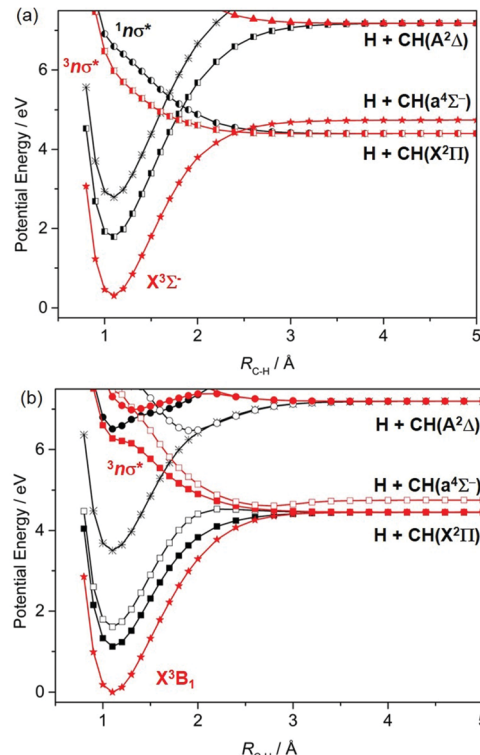 (a)
¹nσ*
³nσ*
H + CH(A²Δ)
H + CH(a⁴Σ⁻)
H + CH(X²Π)
X³Σ⁻
Potential Energy / eV
6
4
2
0
1
2
3
4
5
R_C-H / Å
(b)
³nσ*
H + CH(A²Δ)
H + CH(a⁴Σ⁻)
H + CH(X²Π)
X³B₁
Potential Energy / eV
6
4
2
0
1
2
3
4
5